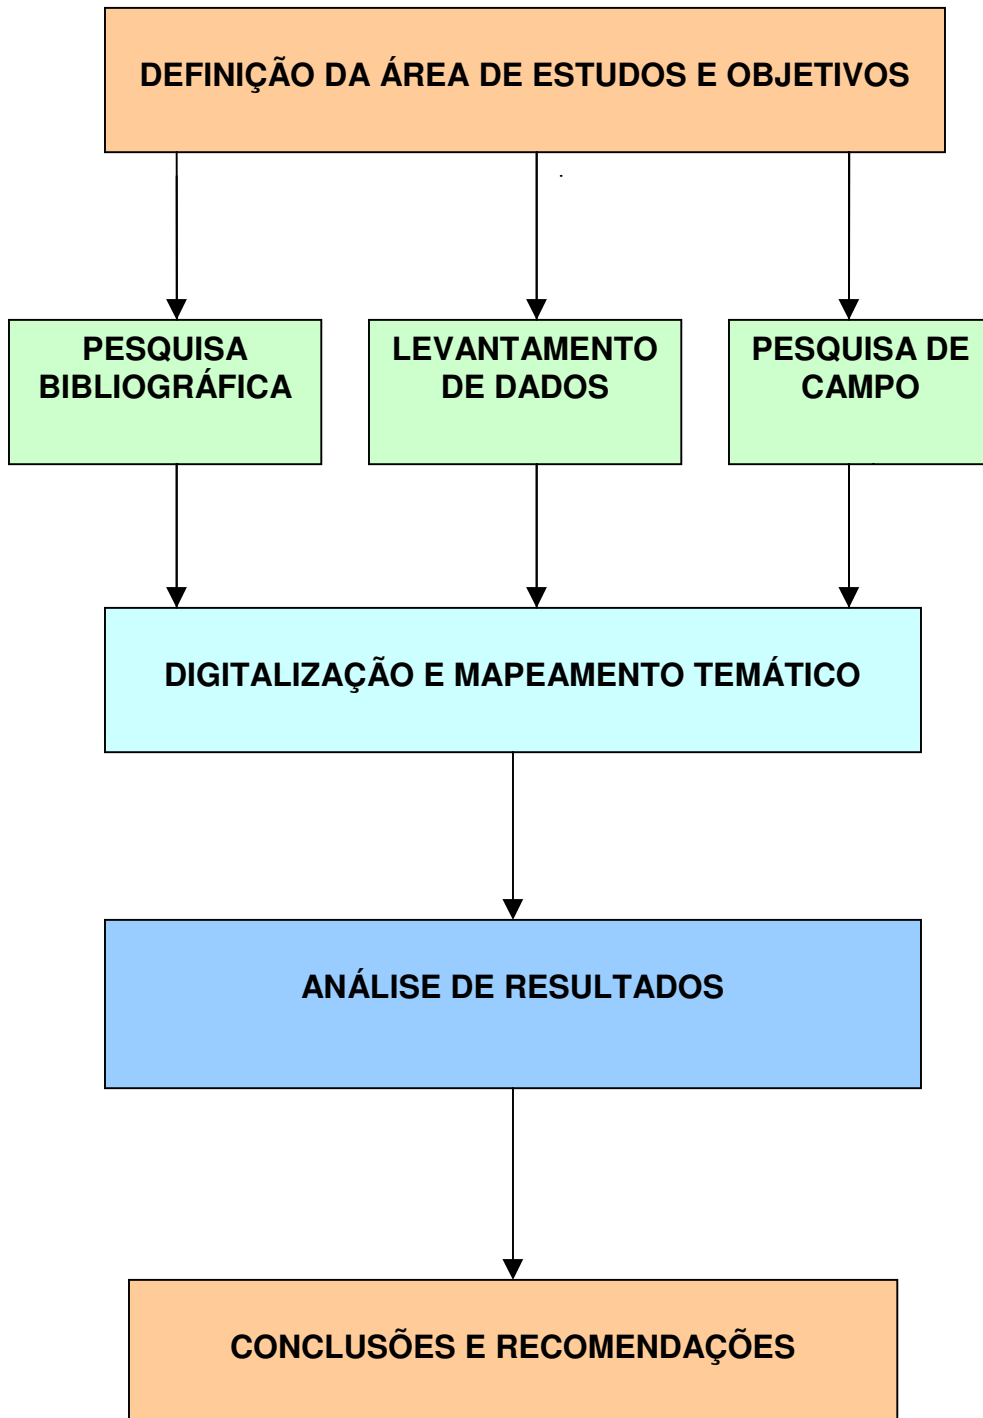 DEFINIÇÃO DA ÁREA DE ESTUDOS E OBJETIVOS
PESQUISA
BIBLIOGRÁFICA
LEVANTAMENTO
DE DADOS
PESQUISA DE
CAMPO
DIGITALIZAÇÃO E MAPEAMENTO TEMÁTICO
ANÁLISE DE RESULTADOS
CONCLUSÕES E RECOMENDAÇÕES